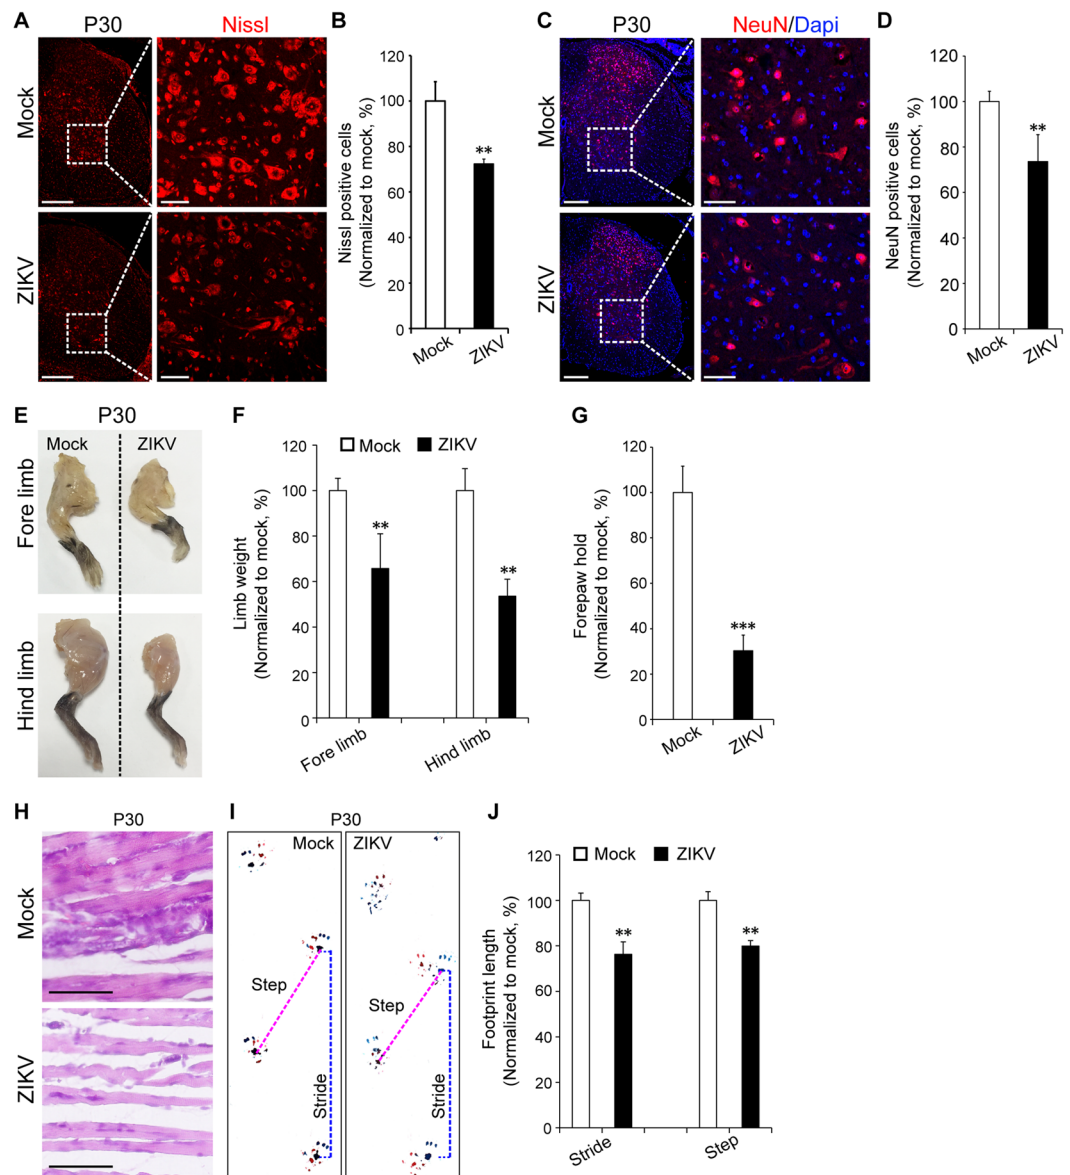 A
P30
Nissl
Mock
ZIKV
B
Nissl positive cells
(Normalized to mock, %)
120
100
80
60
40
20
0
Mock
ZIKV
**
C
P30
NeuN/Dapi
Mock
ZIKV
D
NeuN positive cells
(Normalized to mock, %)
120
100
80
60
40
20
0
Mock
ZIKV
**
E
P30
Mock
ZIKV
Fore limb
Hind limb
F
Mock
ZIKV
Limb weight
(Normalized to mock, %)
120
100
80
60
40
20
0
**
**
Fore limb
Hind limb
G
Forepaw hold
(Normalized to mock, %)
120
100
80
60
40
20
0
***
Mock
ZIKV
H
P30
Mock
ZIKV
I
P30
Mock
Step
Stride
ZIKV
Step
Stride
J
Mock
ZIKV
Footprint length
(Normalized to mock, %)
120
100
80
60
40
20
0
**
**
Stride
Step